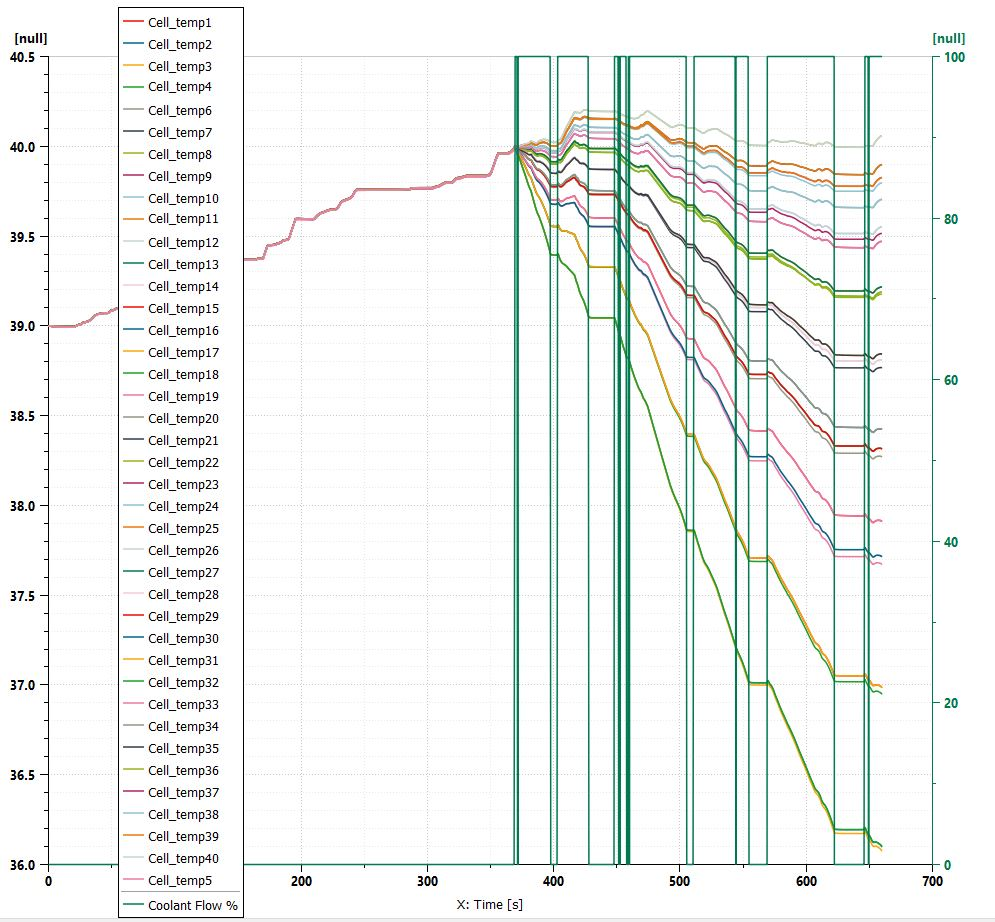 [null]
[null]
40.5
40.0
39.5
39.0
38.5
38.0
37.5
37.0
36.5
36.0
Cell_temp1
Cell_temp2
Cell_temp3
Cell_temp4
Cell_temp6
Cell_temp7
Cell_temp8
Cell_temp9
Cell_temp10
Cell_temp11
Cell_temp12
Cell_temp13
Cell_temp14
Cell_temp15
Cell_temp16
Cell_temp17
Cell_temp18
Cell_temp19
Cell_temp20
Cell_temp21
Cell_temp22
Cell_temp23
Cell_temp24
Cell_temp25
Cell_temp26
Cell_temp27
Cell_temp28
Cell_temp29
Cell_temp30
Cell_temp31
Cell_temp32
Cell_temp33
Cell_temp34
Cell_temp35
Cell_temp36
Cell_temp37
Cell_temp38
Cell_temp39
Cell_temp40
Cell_temp5
Coolant Flow %
100
80
60
40
20
0
0 200 300 400 500 600 700
X: Time [s]